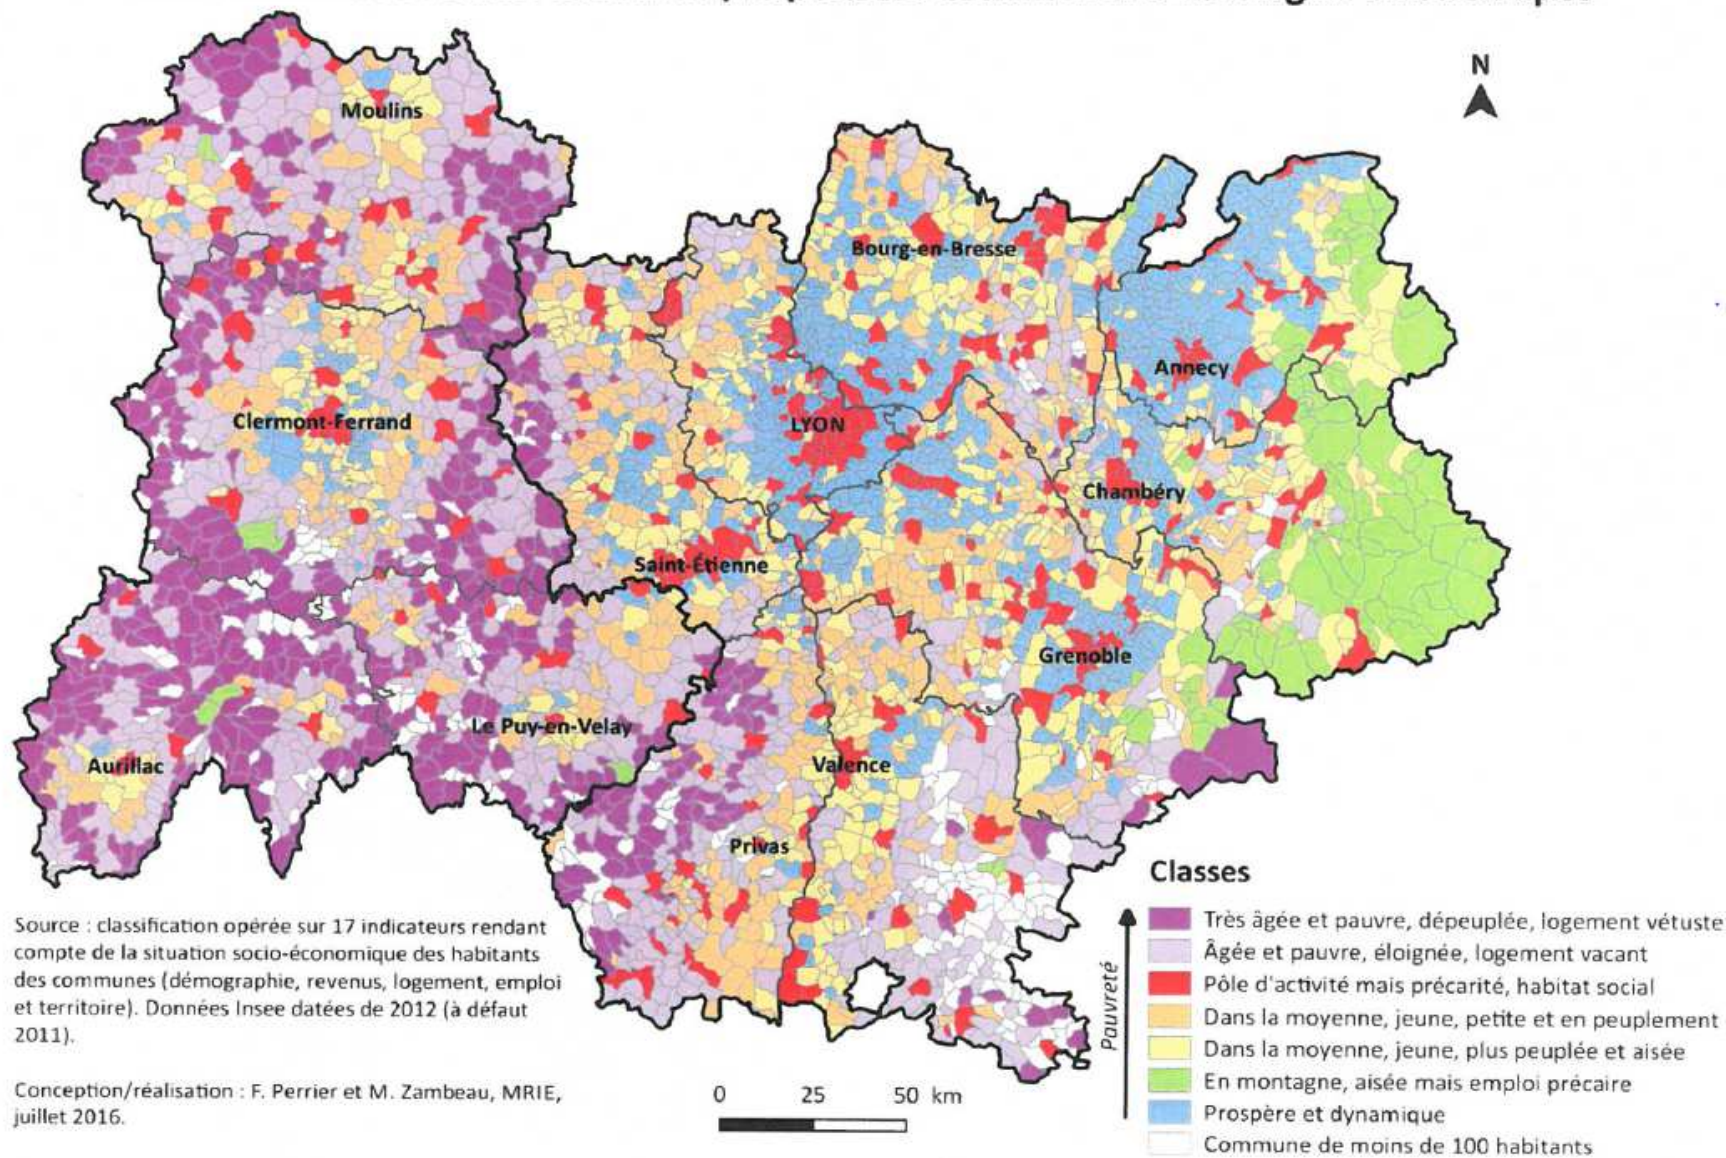 N
Moulins
Bourg-en-Bresse
Annecy
Clermont-Ferrand
LYON
Chambéry
Saint-Étienne
Grenoble
Le Puy-en-Velay
Aurillac
Valence
Privas
Classes
Pauvreté
Très âgée et pauvre, dépeuplée, logement vétuste
Âgée et pauvre, éloignée, logement vacant
Pôle d'activité mais précarité, habitat social
Dans la moyenne, jeune, petite et en peuplement
Dans la moyenne, jeune, plus peuplée et aisée
En montagne, aisée mais emploi précaire
Prospère et dynamique
Commune de moins de 100 habitants
Source : classification opérée sur 17 indicateurs rendant
compte de la situation socio-économique des habitants
des communes (démographie, revenus, logement, emploi
et territoire). Données Insee datées de 2012 (à défaut
2011).
Conception/réalisation : F. Perrier et M. Zambeau, MRIE,
juillet 2016.
0 25 50 km